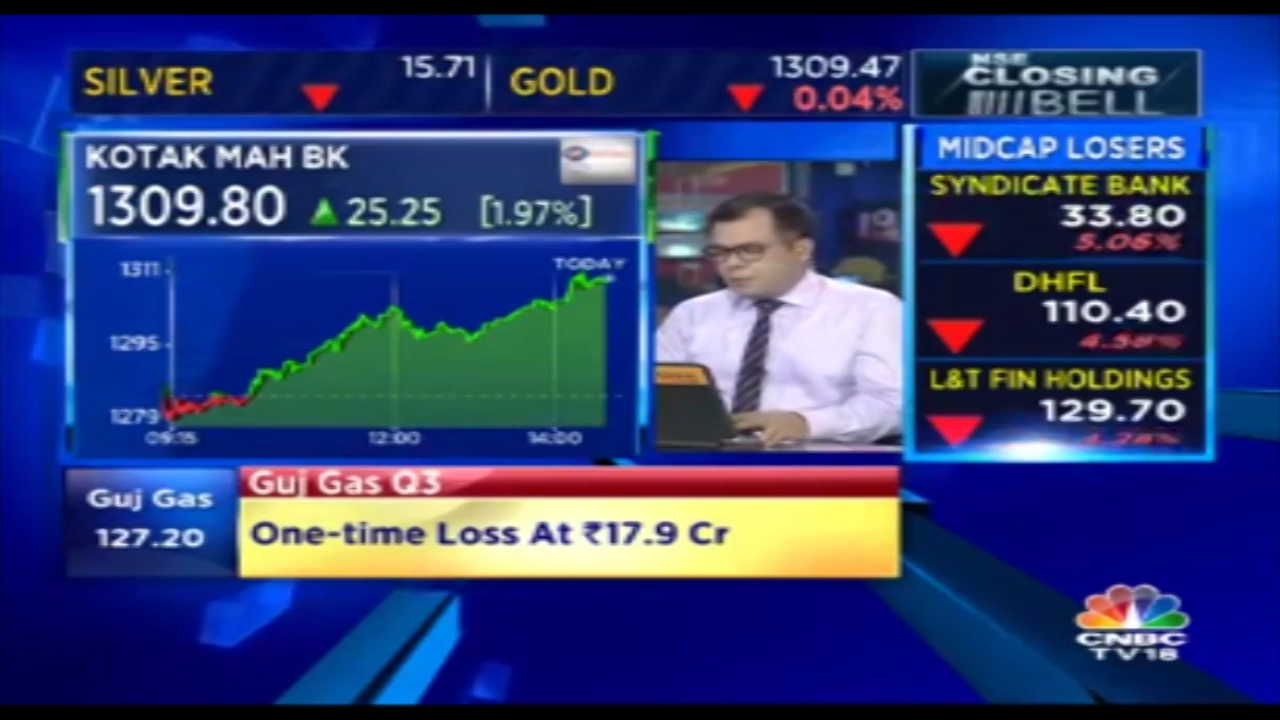 SILVER
15.71
GOLD
1309.47
0.04%
NSE
CLOSING
BELL
KOTAK MAH BK
1309.80
25.25
[1.97%]
TODAY
1311
1295
1279
09:15
12:00
14:00
MIDCAP LOSERS
SYNDICATE BANK
33.80
5.06%
DHFL
110.40
L&T FIN HOLDINGS
129.70
Guj Gas
127.20
Guj Gas Q3
One-time Loss At ₹17.9 Cr
CNBC
TV18